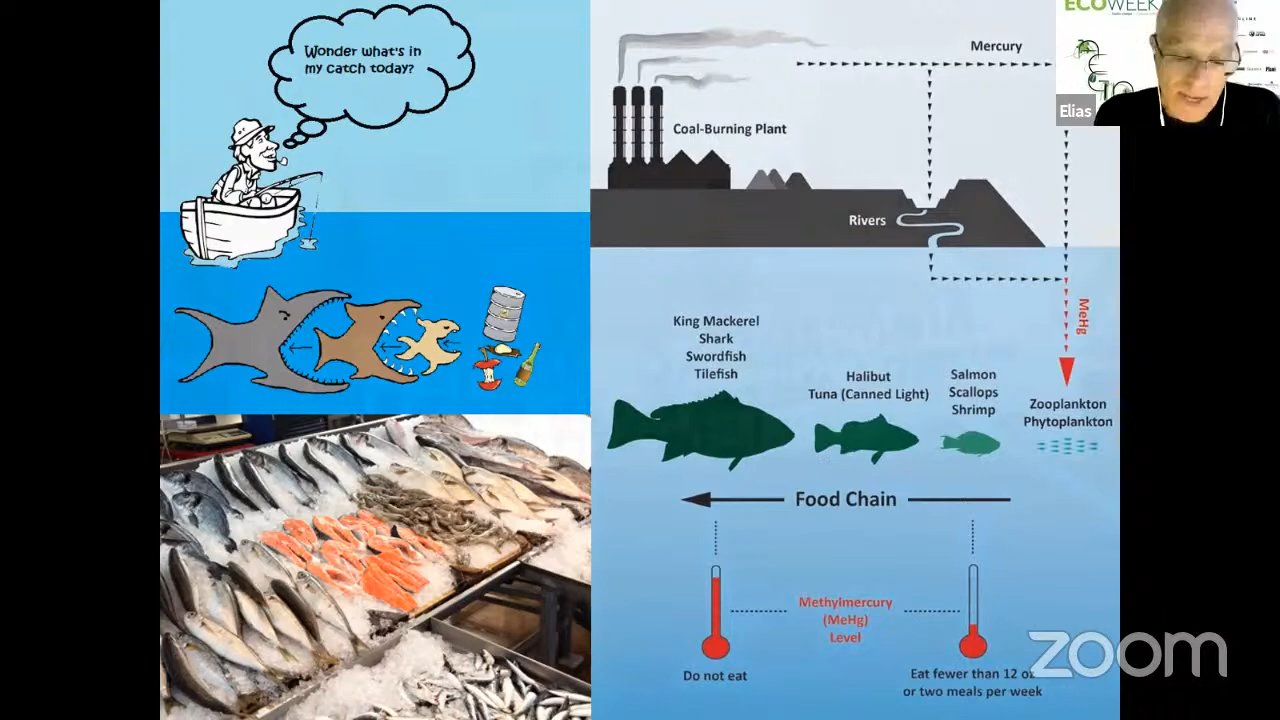 Wonder what's in
my catch today?
Mercury
Coal-Burning Plant
Rivers
MeHg
King Mackerel
Shark
Swordfish
Tilefish
Halibut
Tuna (Canned Light)
Salmon
Scallops
Shrimp
Zooplankton
Phytoplankton
Food Chain
Methylmercury
(MeHg)
Level
Do not eat
Eat fewer than 12 oz
or two meals per week
ECOWEEK
Elias
zoom